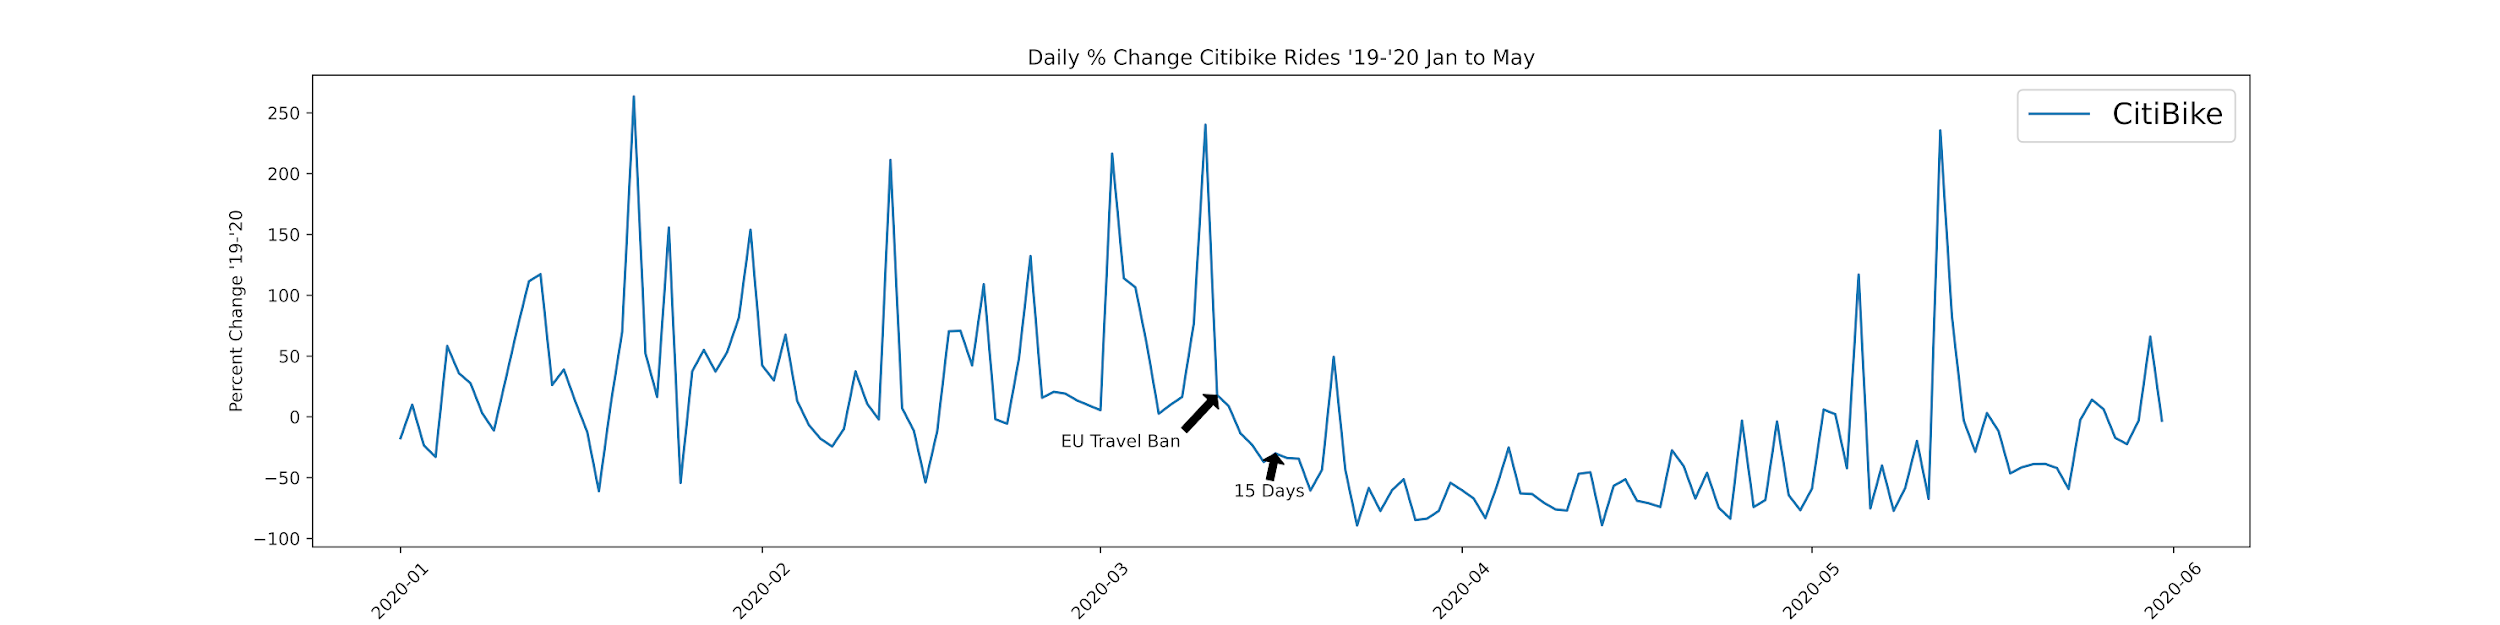 Daily % Change Citibike Rides '19-'20 Jan to May
CitiBike
Percent Change '19-'20
250
200
150
100
50
0
−50
−100
EU Travel Ban
15 Days
2020-01
2020-02
2020-03
2020-04
2020-05
2020-06